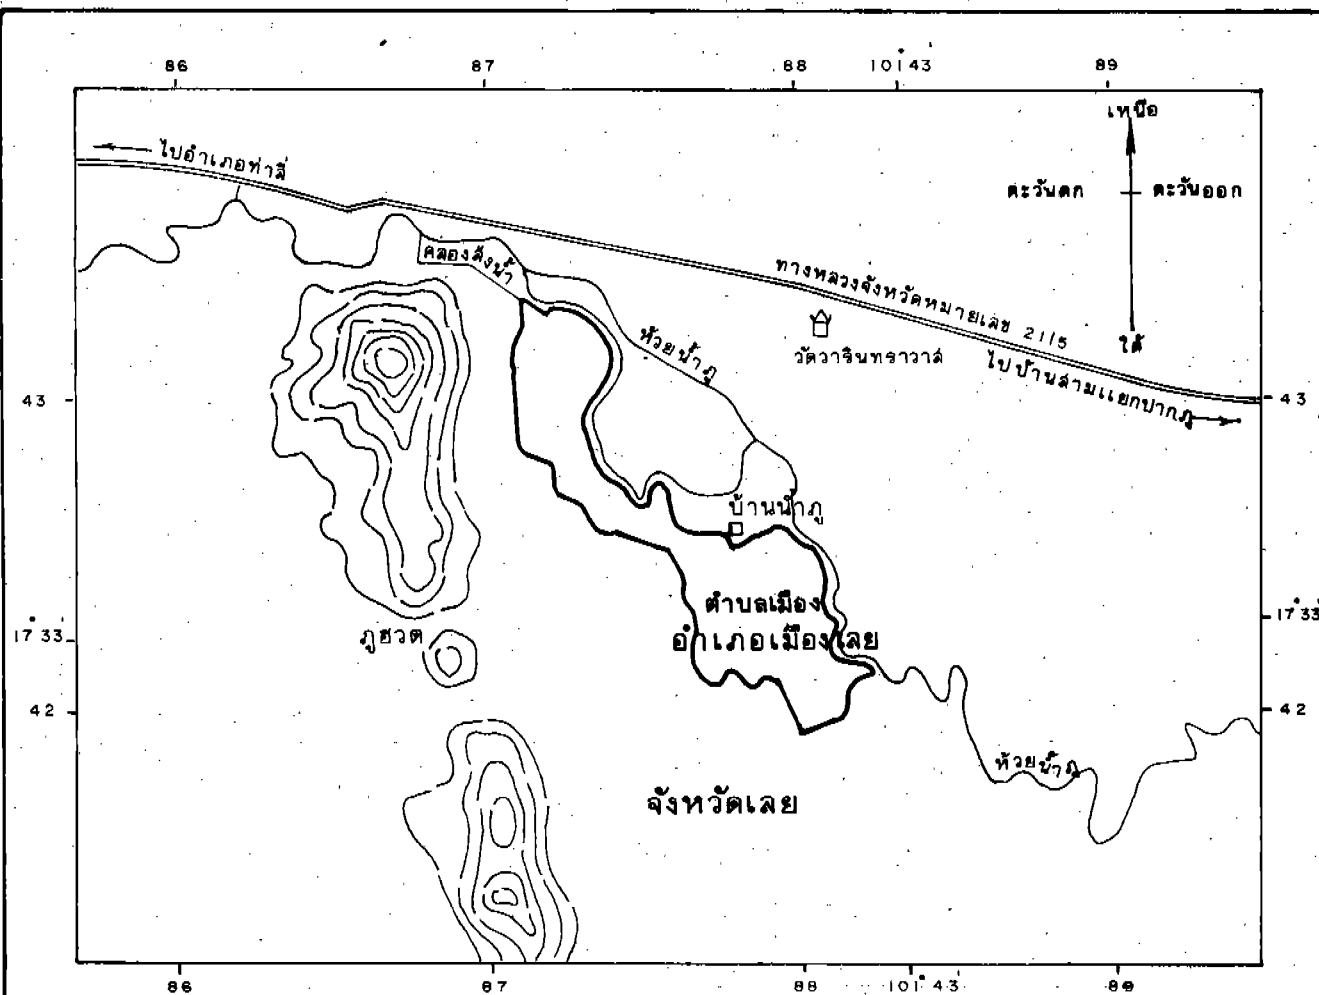 86 87 88 101°43' 89
เหนือ
ไปอำเภอท่าลี่
ตะวันตก ตะวันออก
คลองส่งน้ำ
ทางหลวงจังหวัดหมายเลข 2115
ห้วยน้ำภู
วัดวารินทราวาส
ใต้
ไปบ้านสามแยกปากภู
43 43
บ้านน้ำภู
ตำบลเมือง
17°33' 17°33'
ภูฮวด
อำเภอเมืองเลย
42 42
ห้วยน้ำภู
จังหวัดเลย
86 87 88 101°43' 89